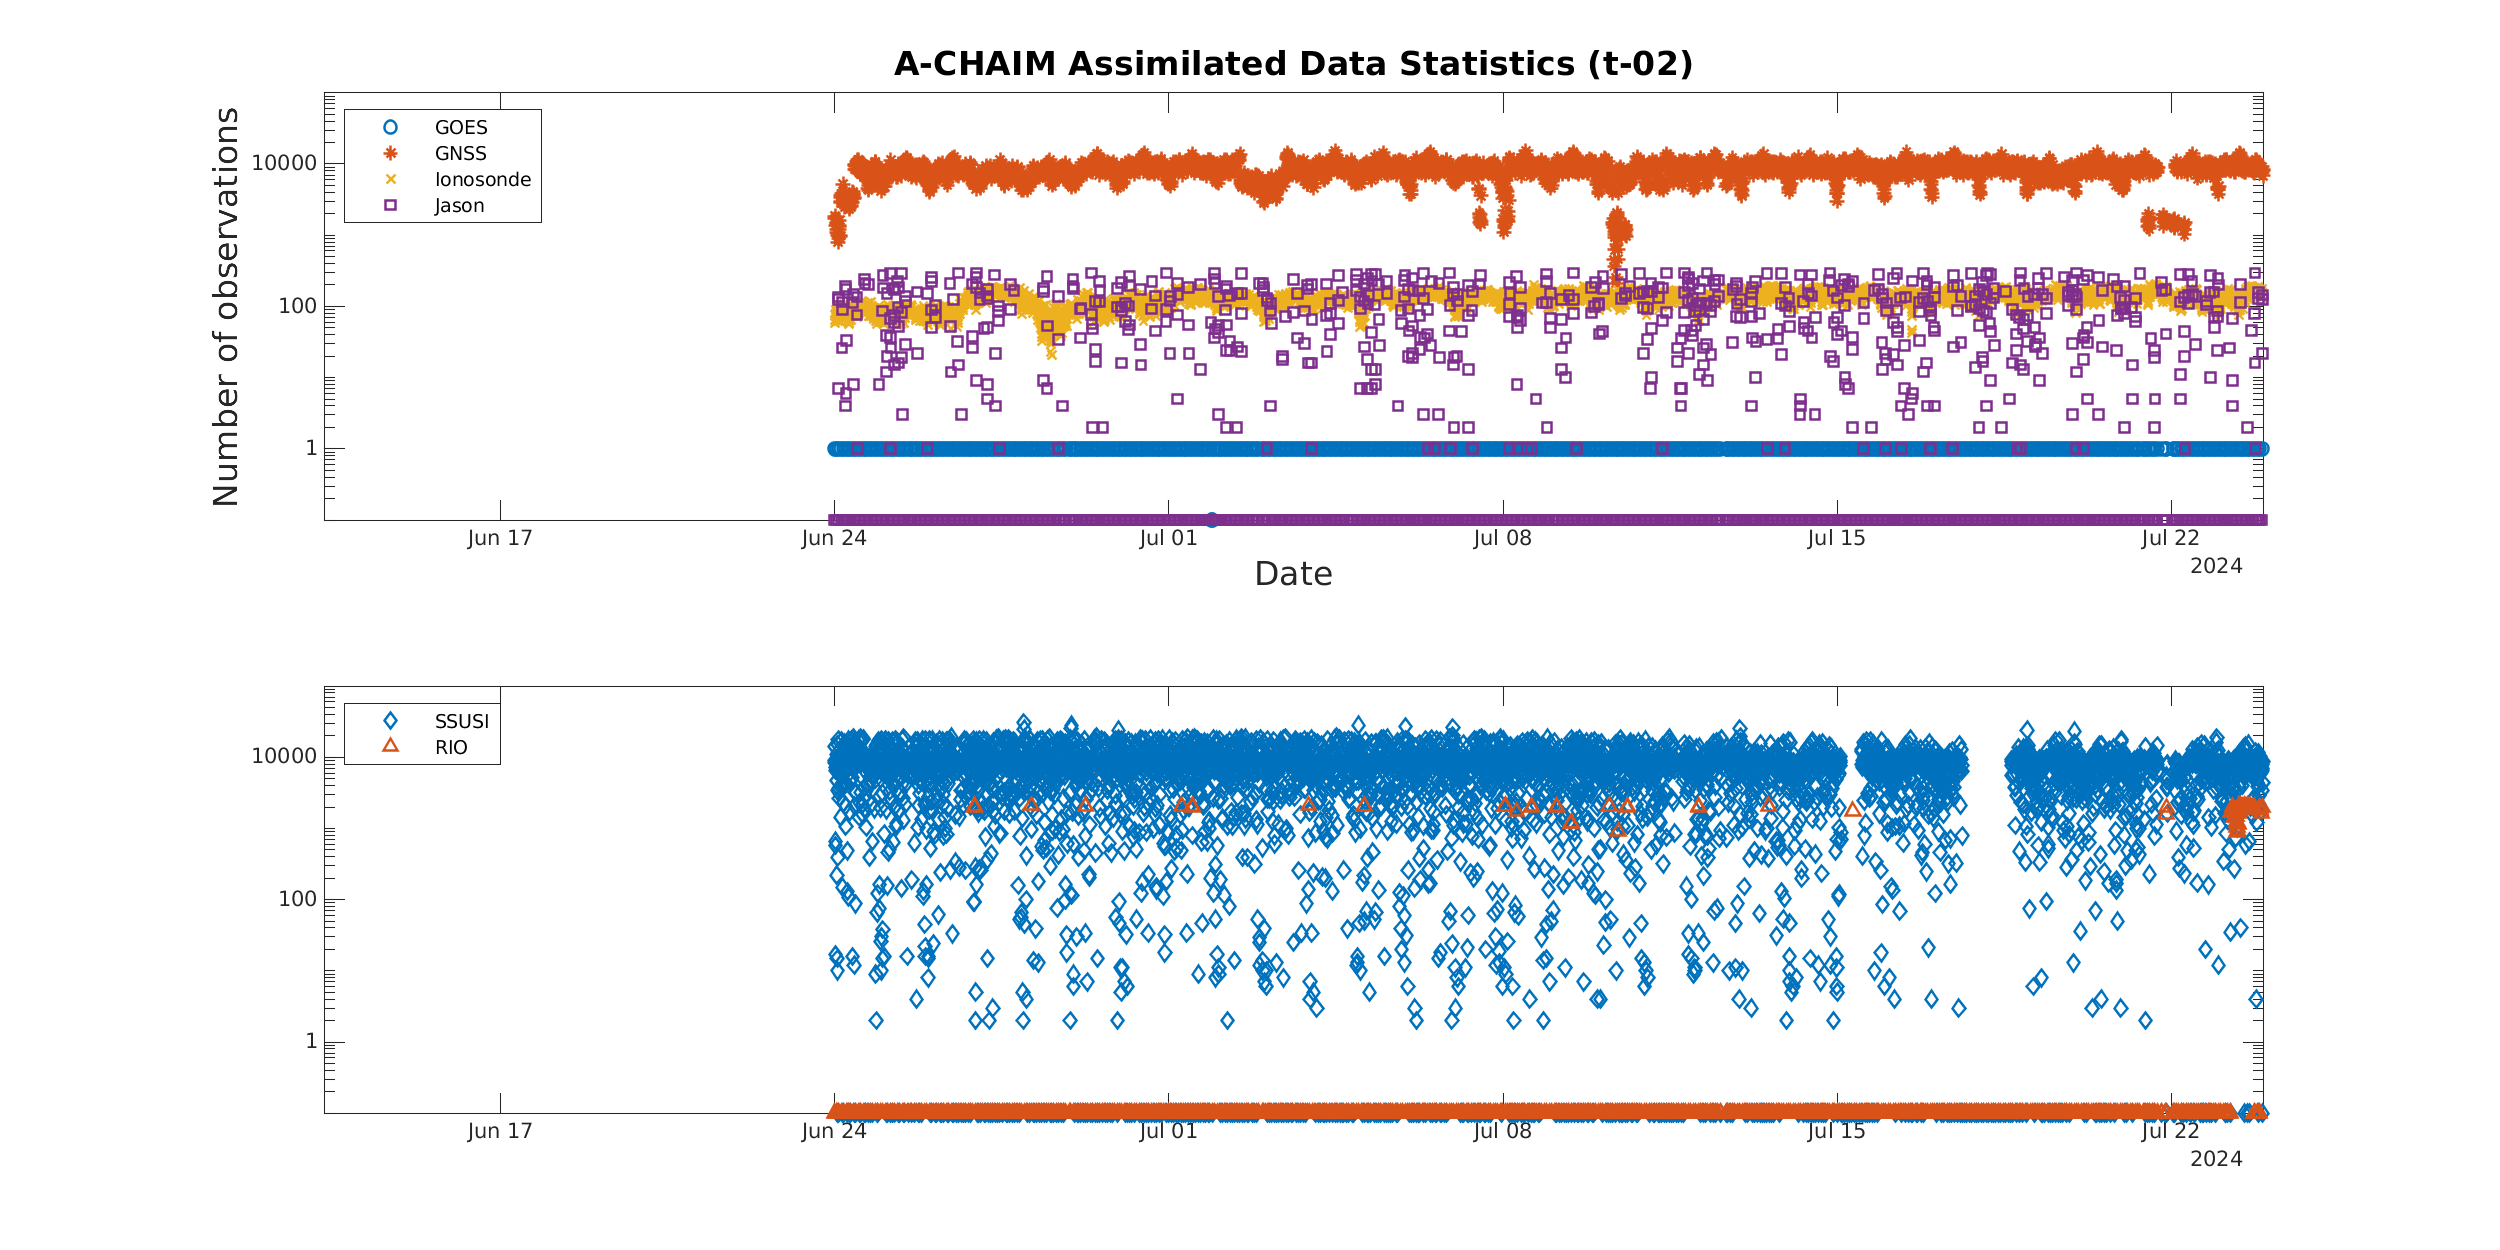 A-CHAIM Assimilated Data Statistics (t-02)
Number of observations
10000
100
1
GOES
GNSS
Ionosonde
Jason
Jun 17
Jun 24
Jul 01
Jul 08
Jul 15
Jul 22
2024
Date
10000
100
1
SSUSI
RIO
Jun 17
Jun 24
Jul 01
Jul 08
Jul 15
Jul 22
2024